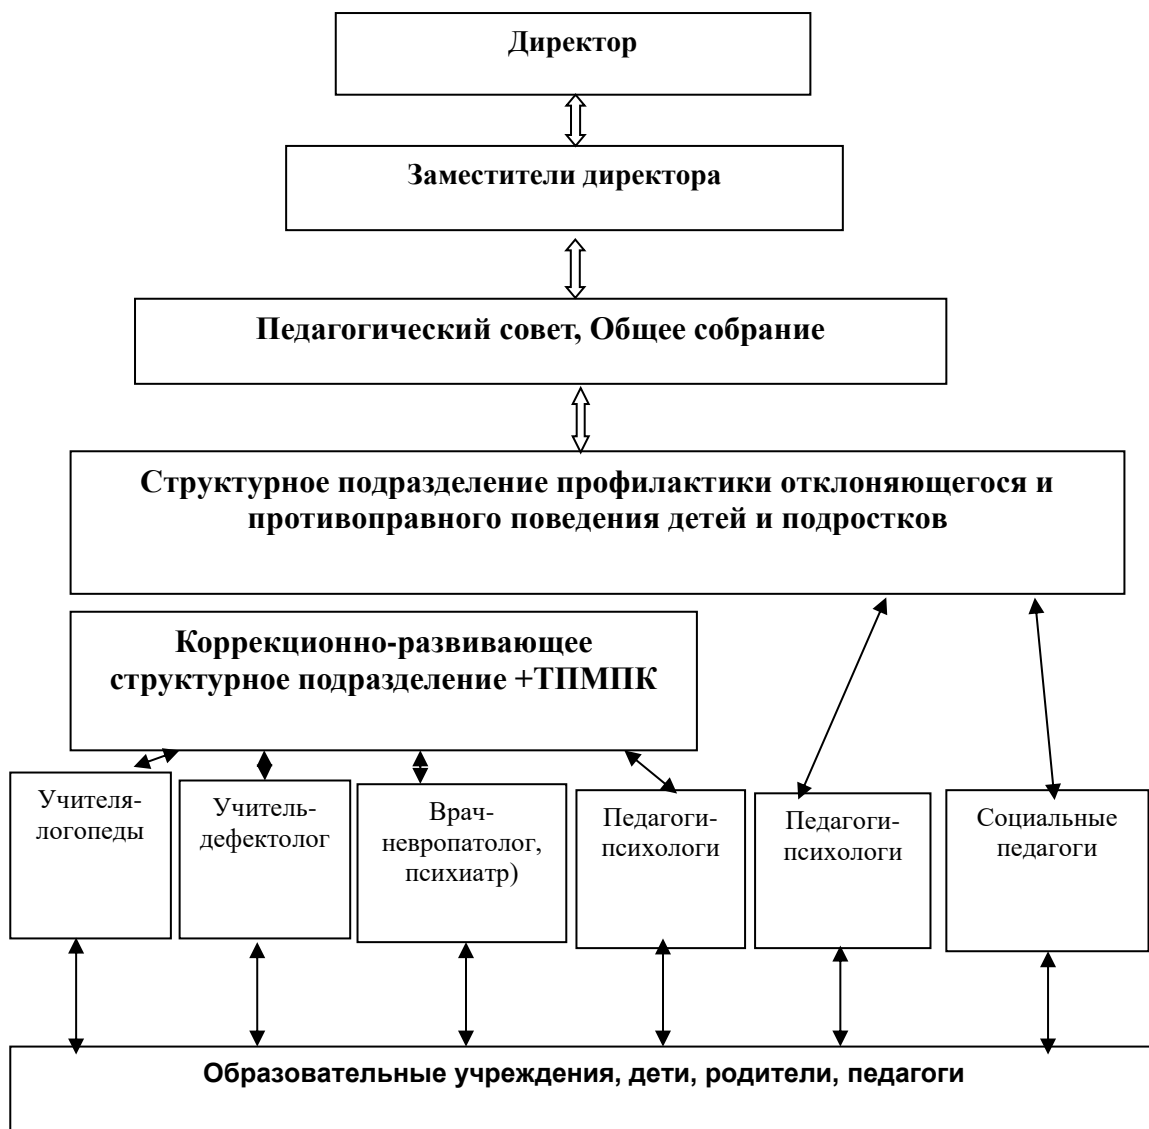 Директор
Заместители директора
Педагогический совет, Общее собрание
Структурное подразделение профилактики отклоняющегося и
противоправного поведения детей и подростков
Коррекционно-развивающее
структурное подразделение +ТПМПК
Учителя-
логопеды
Учитель-
дефектолог
Врач-
невропатолог,
психиатр)
Педагоги-
психологи
Педагоги-
психологи
Социальные
педагоги
Образовательные учреждения, дети, родители, педагоги